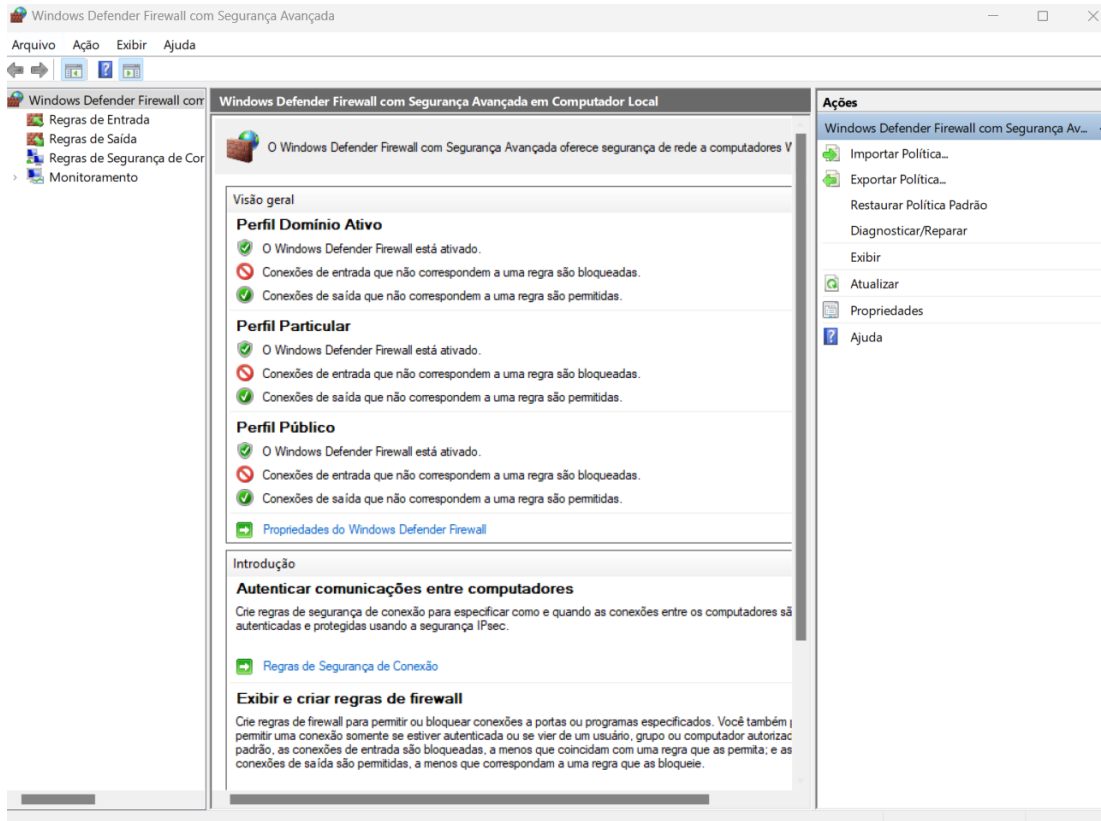 Windows Defender Firewall com Segurança Avançada
Arquivo Ação Exibir Ajuda
Windows Defender Firewall com
Regras de Entrada
Regras de Saída
Regras de Segurança de Cor
Monitoramento
Windows Defender Firewall com Segurança Avançada em Computador Local
O Windows Defender Firewall com Segurança Avançada oferece segurança de rede a computadores
Visão geral
Perfil Domínio Ativo
O Windows Defender Firewall está ativado.
Conexões de entrada que não correspondem a uma regra são bloqueadas.
Conexões de saída que não correspondem a uma regra são permitidas.
Perfil Particular
O Windows Defender Firewall está ativado.
Conexões de entrada que não correspondem a uma regra são bloqueadas.
Conexões de saída que não correspondem a uma regra são permitidas.
Perfil Público
O Windows Defender Firewall está ativado.
Conexões de entrada que não correspondem a uma regra são bloqueadas.
Conexões de saída que não correspondem a uma regra são permitidas.
Propriedades do Windows Defender Firewall
Introdução
Autenticar comunicações entre computadores
Crie regras de segurança de conexão para especificar como e quando as conexões entre os computadores sã
autenticadas e protegidas usando a segurança IPsec.
Regras de Segurança de Conexão
Exibir e criar regras de firewall
Crie regras de firewall para permitir ou bloquear conexões a portas ou programas especificados. Você também
permitir uma conexão somente se estiver autenticada ou se vier de um usuário, grupo ou computador autorizad
padrão, as conexões de entrada são bloqueadas, a menos que coincidam com uma regra que as permita; e as
conexões de saída são permitidas, a menos que correspondam a uma regra que as bloqueie.
Ações
Windows Defender Firewall com Segurança Av...
Importar Política...
Exportar Política...
Restaurar Política Padrão
Diagnosticar/Reparar
Exibir
Atualizar
Propriedades
Ajuda